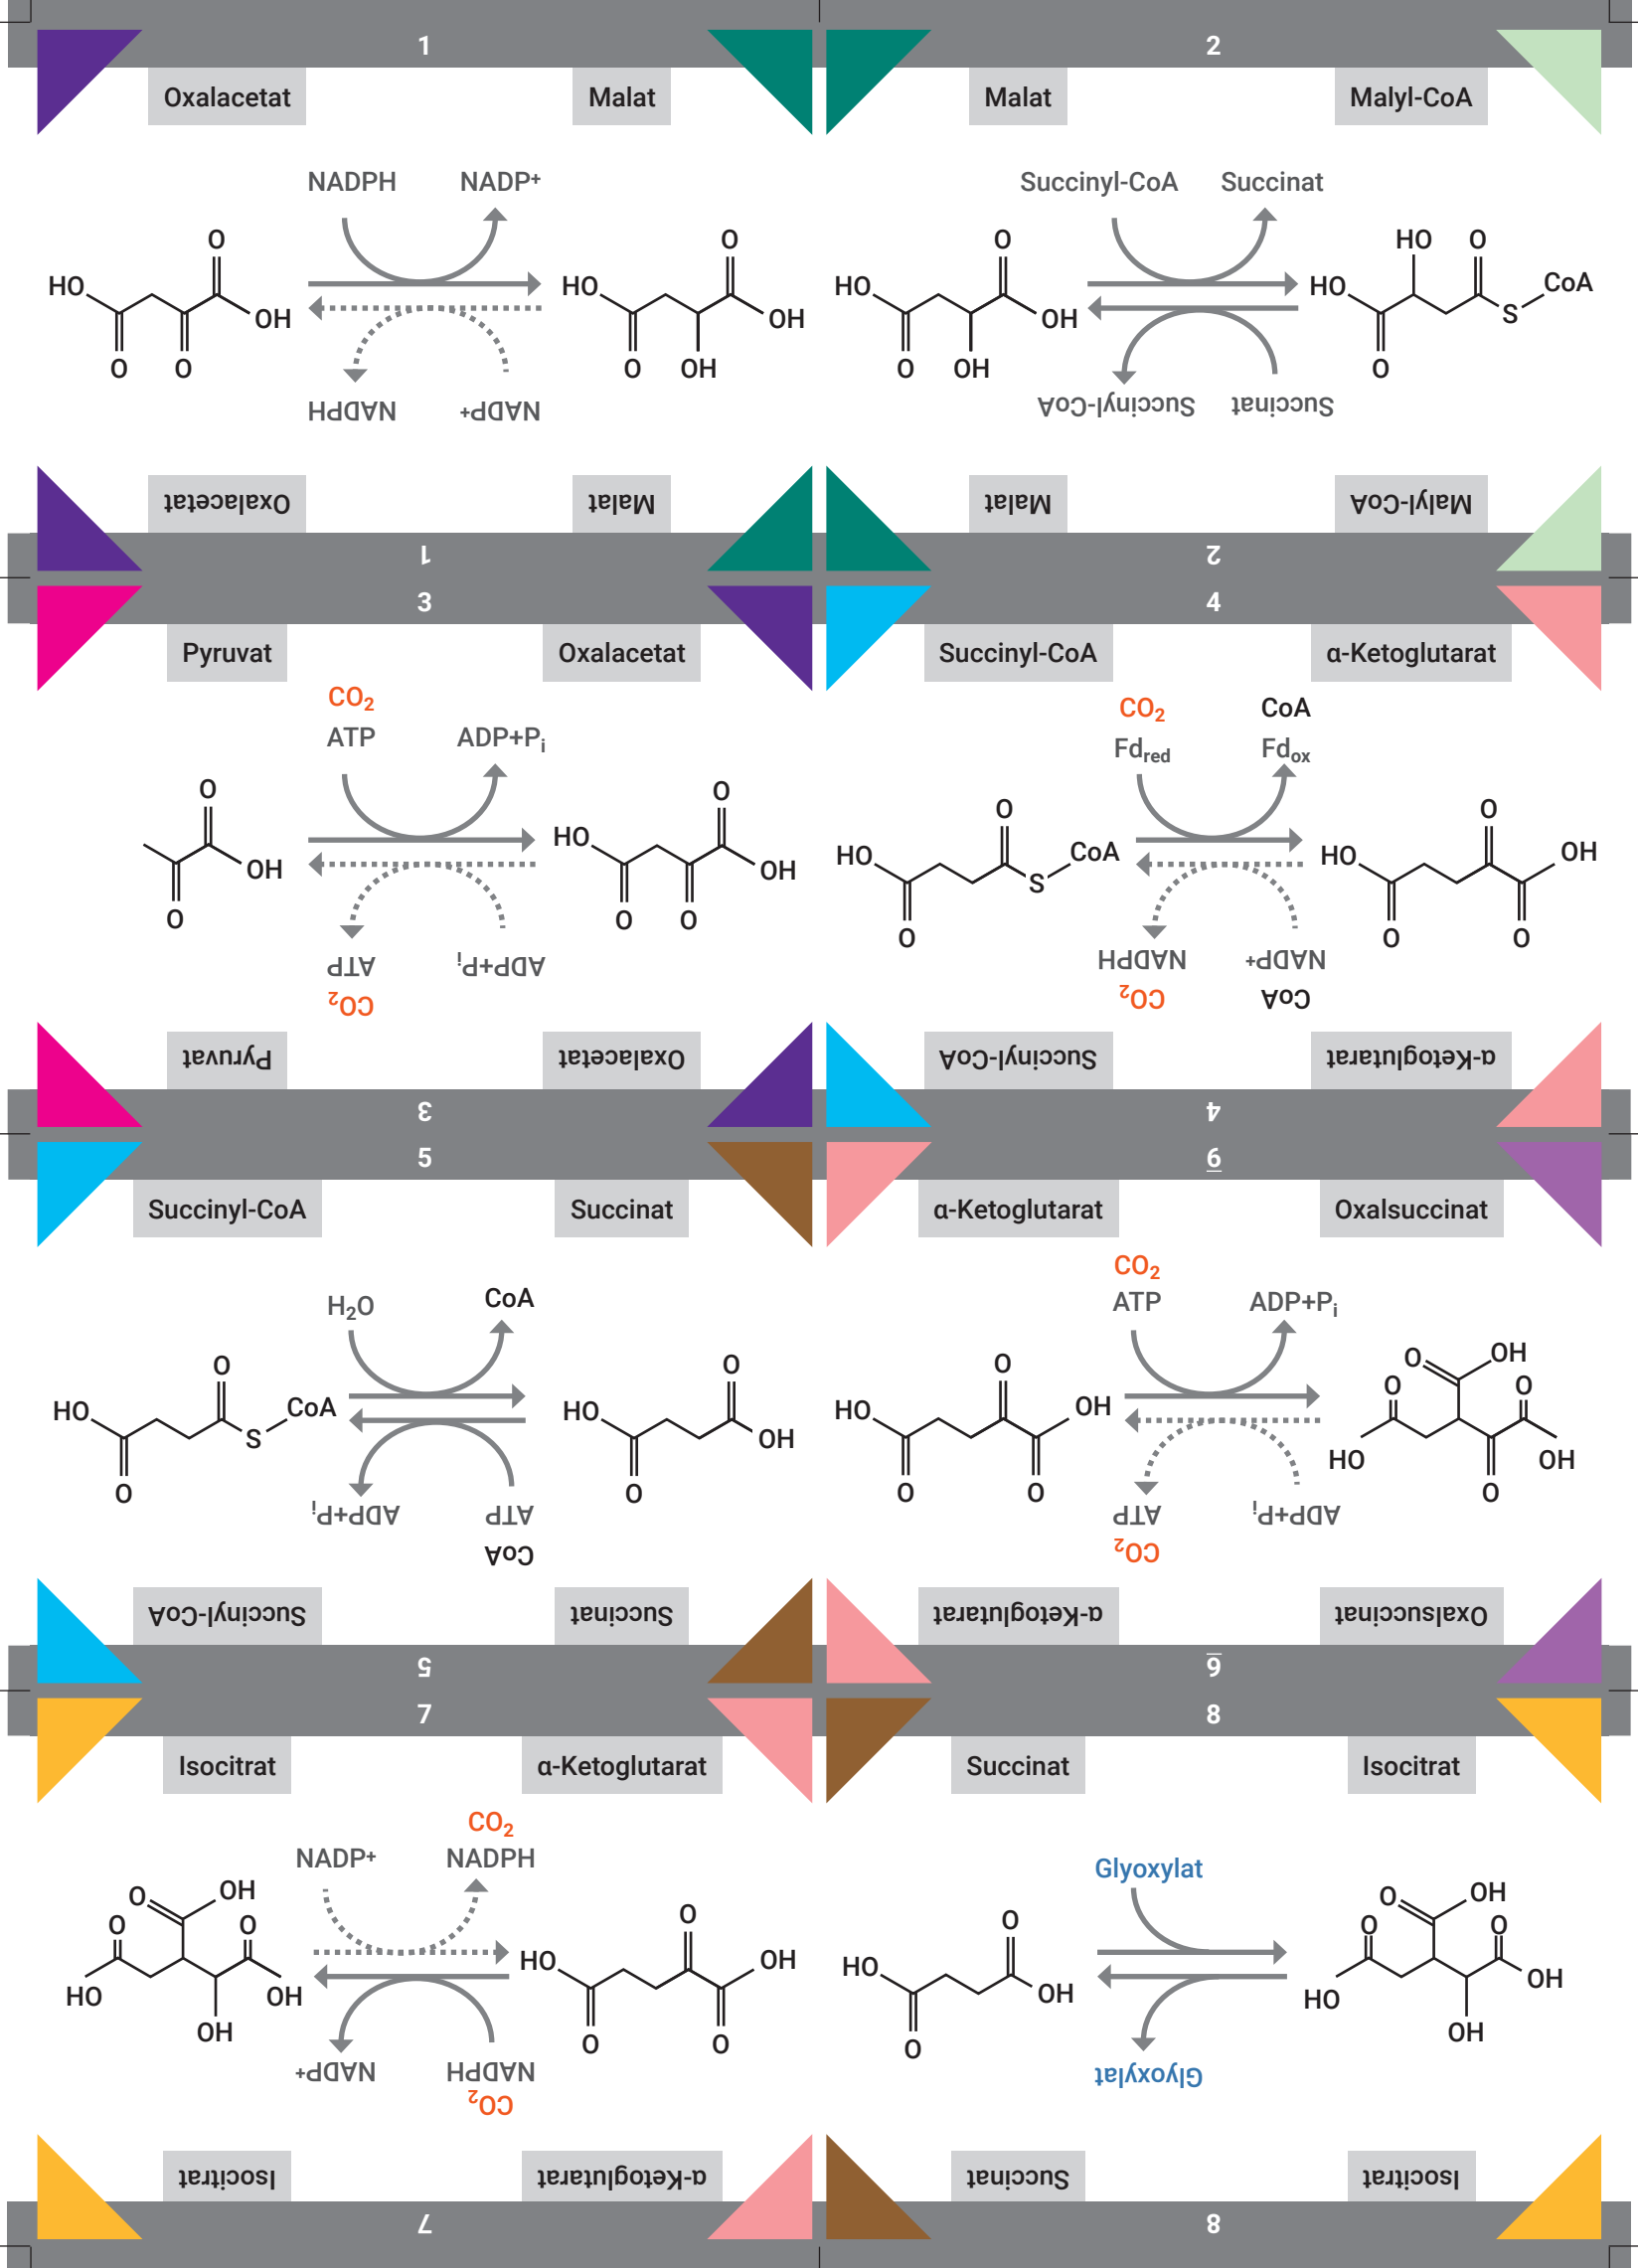 1
Oxalacetat Malat
NADPH NADP+
O O
HO OH HO OH
O O O OH
NADPH NADP+
Oxalacetat Malat
1
2
Malat Malyl-CoA
Succinyl-CoA Succinat
O HO O
HO OH HO S CoA
O OH O
Succinyl-CoA Succinat
Malat Malyl-CoA
2
3
Pyruvat Oxalacetat
CO2
ATP ADP+Pi
O O
OH HO OH
O O O
ATP ADP+Pi
CO2
Pyruvat Oxalacetat
3
4
Succinyl-CoA α-Ketoglutarat
CO2 CoA
Fdred Fdox
O O
HO S CoA HO OH
O O O
NADPH NADP+
CO2 CoA
Succinyl-CoA α-Ketoglutarat
4
5
Succinyl-CoA Succinat
H2O CoA
O O
HO S CoA HO OH
O O
ADP+Pi ATP
CoA
Succinyl-CoA Succinat
5
6
α-Ketoglutarat Oxalsuccinat
CO2
ATP ADP+Pi
O O OH
HO OH O O
O O HO OH
O
ATP ADP+Pi
CO2
α-Ketoglutarat Oxalsuccinat
6
7
Isocitrat α-Ketoglutarat
CO2
NADP+ NADPH
O OH O
O O HO OH
HO OH O O
OH
NADP+ NADPH
CO2
Isocitrat α-Ketoglutarat
7
8
Succinat Isocitrat
Glyoxylat
O O OH
HO OH O O
O HO OH
OH
Glyoxylat
Succinat Isocitrat
8